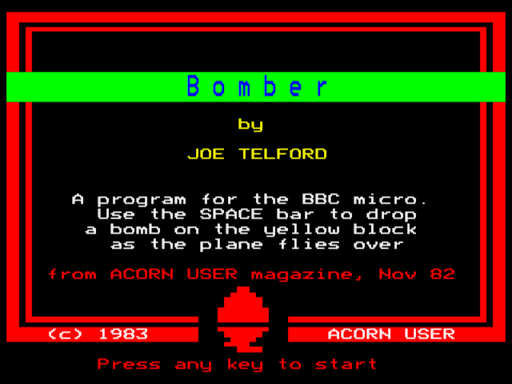 Bomber
by
JOE TELFORD
A program for the BBC micro.
Use the SPACE bar to drop
a bomb on the yellow block
as the plane flies over
from ACORN USER magazine, Nov 82
(c) 1983 ACORN USER
Press any key to start